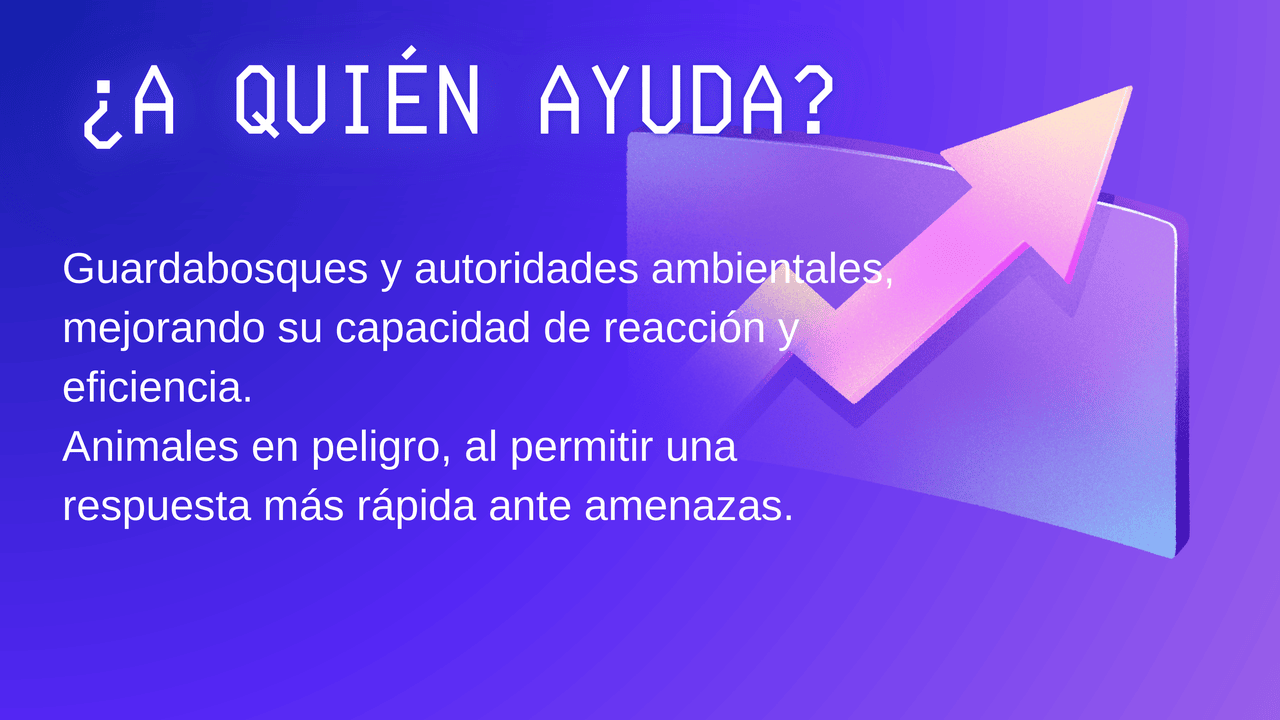 ¿A QUIÉN AYUDA?
Guardabosques y autoridades ambientales,
mejorando su capacidad de reacción y
eficiencia.
Animales en peligro, al permitir una
respuesta más rápida ante amenazas.